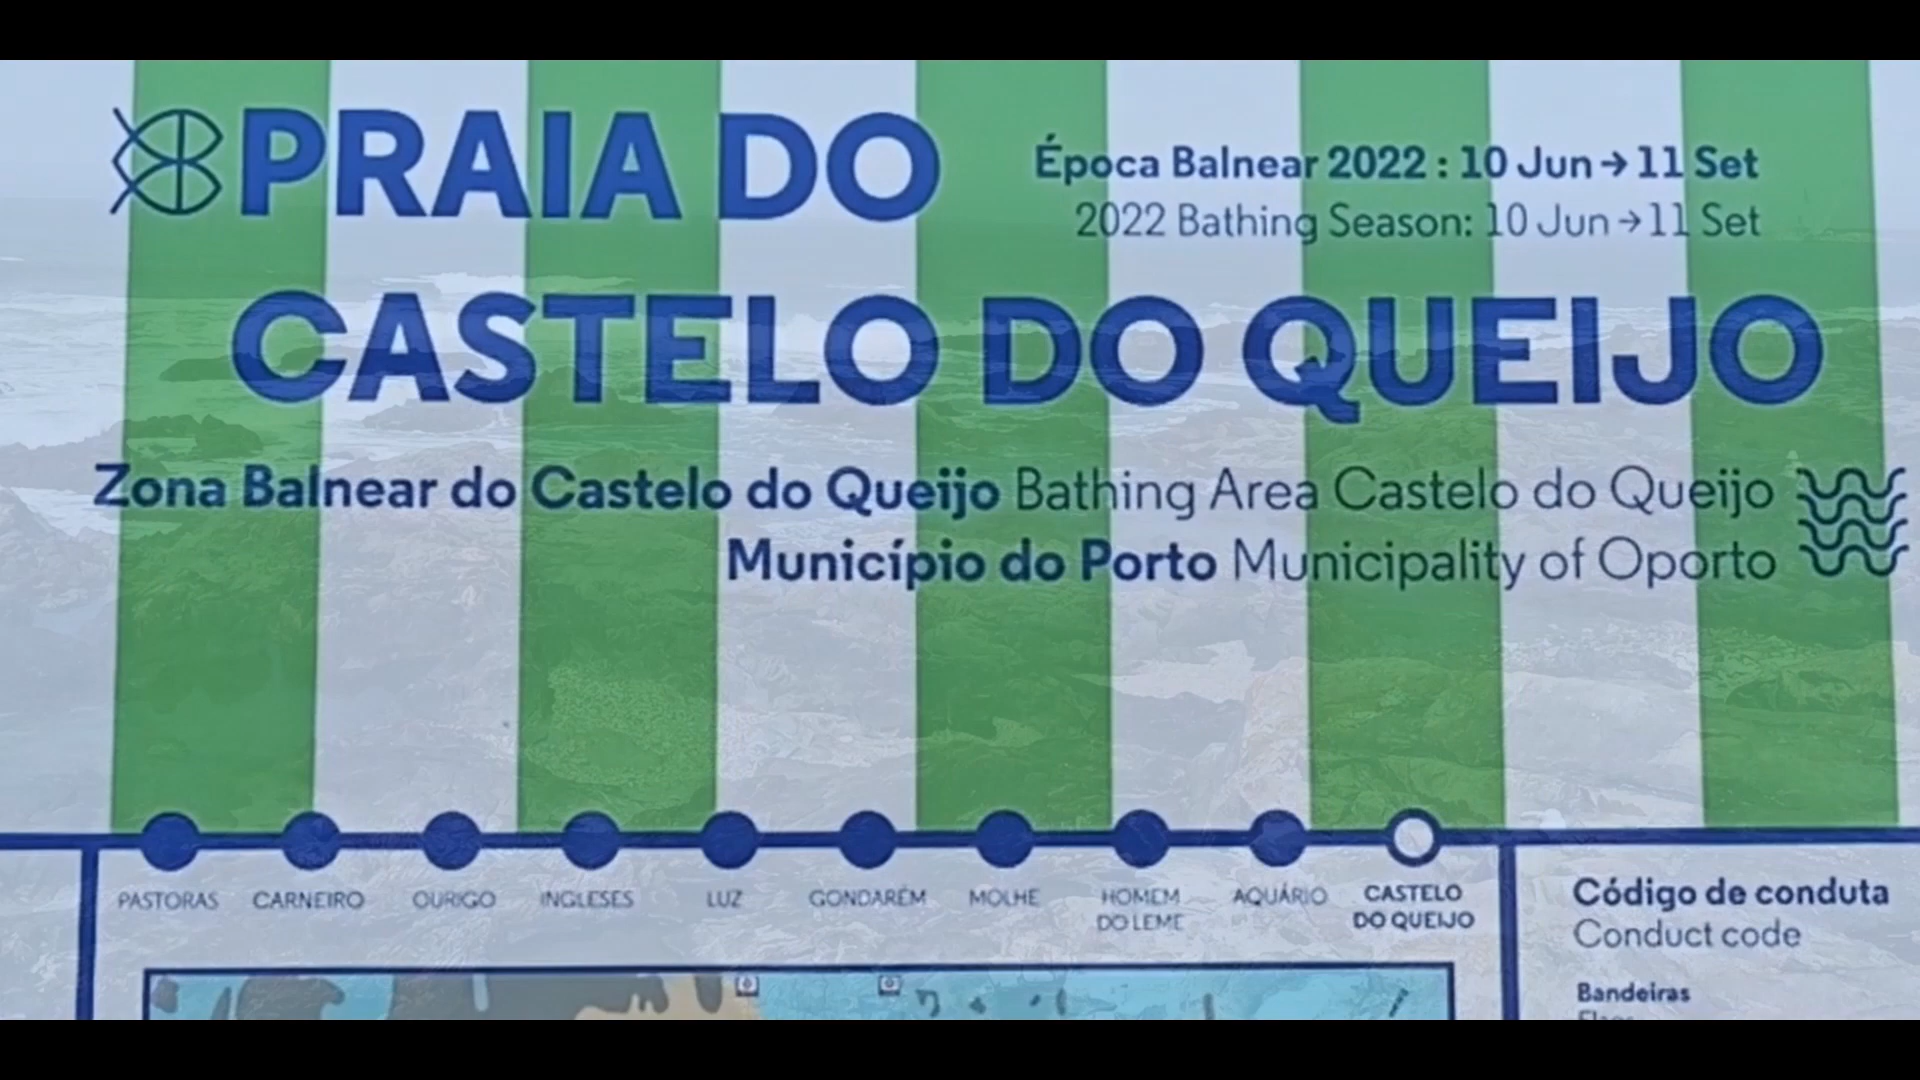 PRAIA DO
Época Balnear 2022 : 10 Jun → 11 Set
2022 Bathing Season: 10 Jun → 11 Set
CASTELO DO QUEIJO
Zona Balnear do Castelo do Queijo Bathing Area Castelo do Queijo
Município do Porto Municipality of Oporto
PASTORAS
CARNEIRO
OURIGO
INGLESES
LUZ
GONDARÉM
MOLHE
HOMEM
DO LEME
AQUÁRIO
CASTELO
DO QUEIJO
Código de conduta
Conduct code
Bandeiras